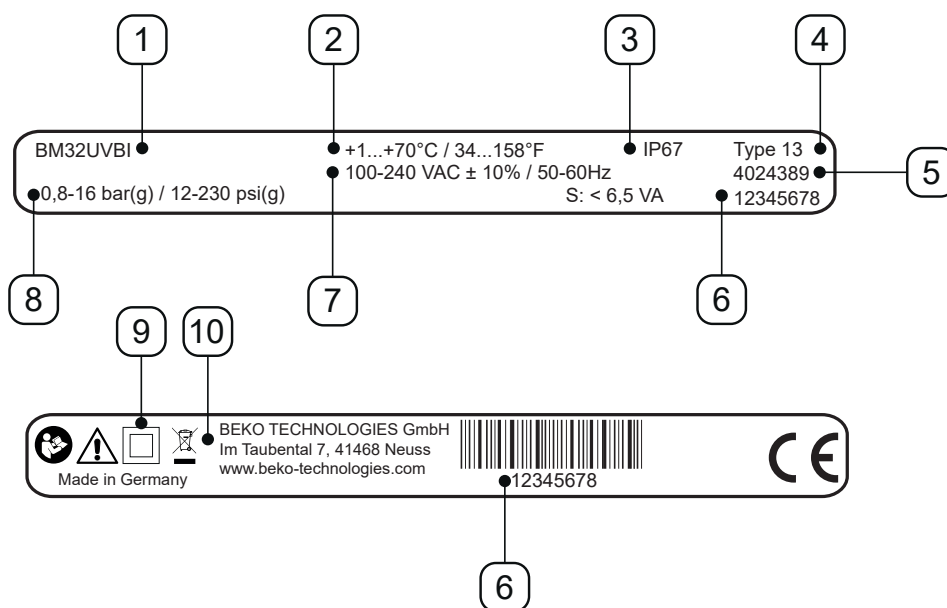 1 2 3 4
BM32UVBI +1...+70°C / 34...158°F IP67 Type 13
100-240 VAC ± 10% / 50-60Hz 4024389
0,8-16 bar(g) / 12-230 psi(g) S: < 6,5 VA 12345678
5
8 7 6
9 10
BEKO TECHNOLOGIES GmbH
Im Taubental 7, 41468 Neuss
www.beko-technologies.com
Made in Germany
12345678
CE
6